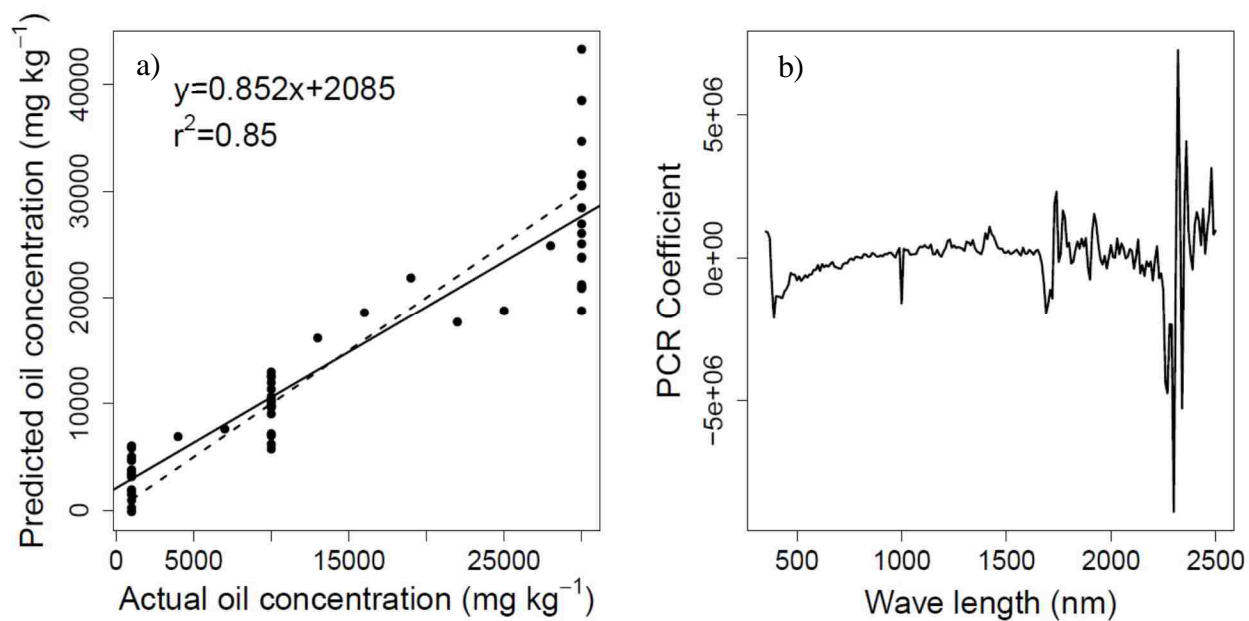 a)
y=0.852x+2085
r²=0.85
Predicted oil concentration (mg kg⁻¹)
0
10000
20000
30000
40000
0
5000
15000
25000
Actual oil concentration (mg kg⁻¹)
b)
PCR Coefficient
−5e+06
0e+00
5e+06
500
1000
1500
2000
2500
Wave length (nm)